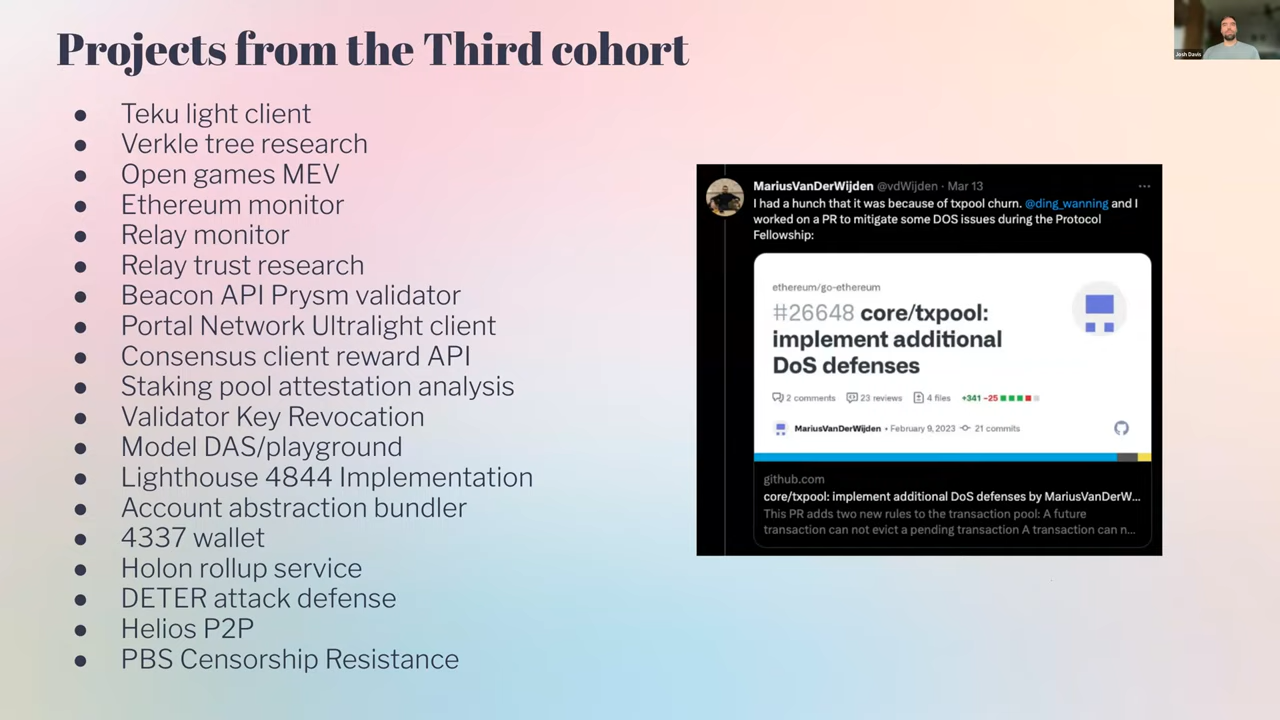 Projects from the Third cohort
Teku light client
Verkle tree research
Open games MEV
Ethereum monitor
Relay monitor
Relay trust research
Beacon API Prysm validator
Portal Network Ultralight client
Consensus client reward API
Staking pool attestation analysis
Validator Key Revocation
Model DAS/playground
Lighthouse 4844 Implementation
Account abstraction bundler
4337 wallet
Holon rollup service
DETER attack defense
Helios P2P
PBS Censorship Resistance
MariusVanDerWijden @vdWijden · Mar 13
I had a hunch that it was because of txpool churn. @ding_wanning and I
worked on a PR to mitigate some DOS issues during the Protocol
Fellowship:
ethereum/go-ethereum
#26648 core/txpool:
implement additional
DoS defenses
2 comments 23 reviews 4 files +341 -25
MariusVanDerWijden • February 9, 2023 21 commits
github.com
core/txpool: implement additional DoS defenses by MariusVanDerW...
This PR adds two new rules to the transaction pool: A future
transaction can not evict a pending transaction A transaction can n...
Josh Davis